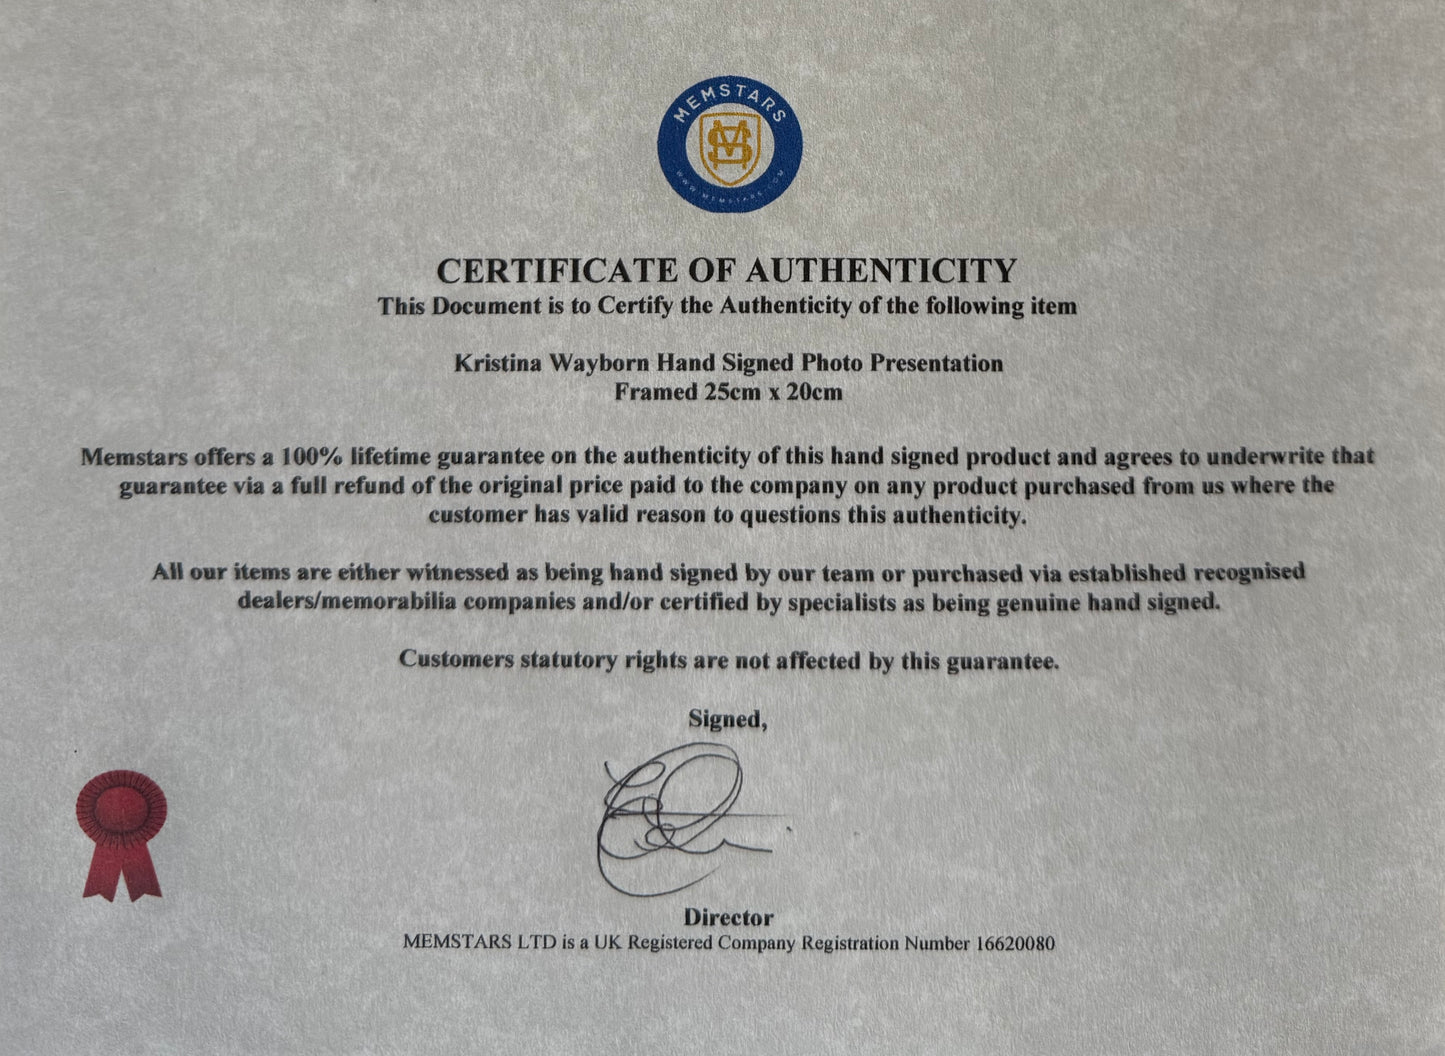 MEMSTARS
WWW.MEMSTARS.COM
CERTIFICATE OF AUTHENTICITY
This Document is to Certify the Authenticity of the following item
Kristina Wayborn Hand Signed Photo Presentation
Framed 25cm x 20cm
Memstars offers a 100% lifetime guarantee on the authenticity of this hand signed product and agrees to underwrite that
guarantee via a full refund of the original price paid to the company on any product purchased from us where the
customer has valid reason to questions this authenticity.
All our items are either witnessed as being hand signed by our team or purchased via established recognised
dealers/memorabilia companies and/or certified by specialists as being genuine hand signed.
Customers statutory rights are not affected by this guarantee.
Signed,
Director
MEMSTARS LTD is a UK Registered Company Registration Number 16620080